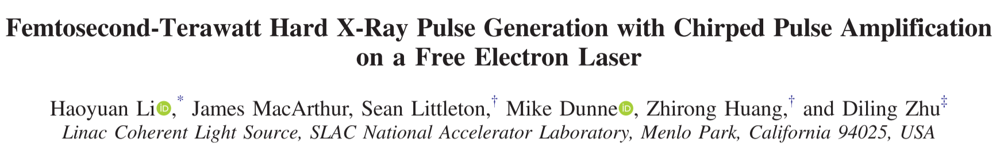 Femtosecond-Terawatt Hard X-Ray Pulse Generation with Chirped Pulse Amplification
on a Free Electron Laser
Haoyuan Li iD,* James MacArthur, Sean Littleton,† Mike Dunne iD, Zhirong Huang,† and Diling Zhu‡
Linac Coherent Light Source, SLAC National Accelerator Laboratory, Menlo Park, California 94025, USA